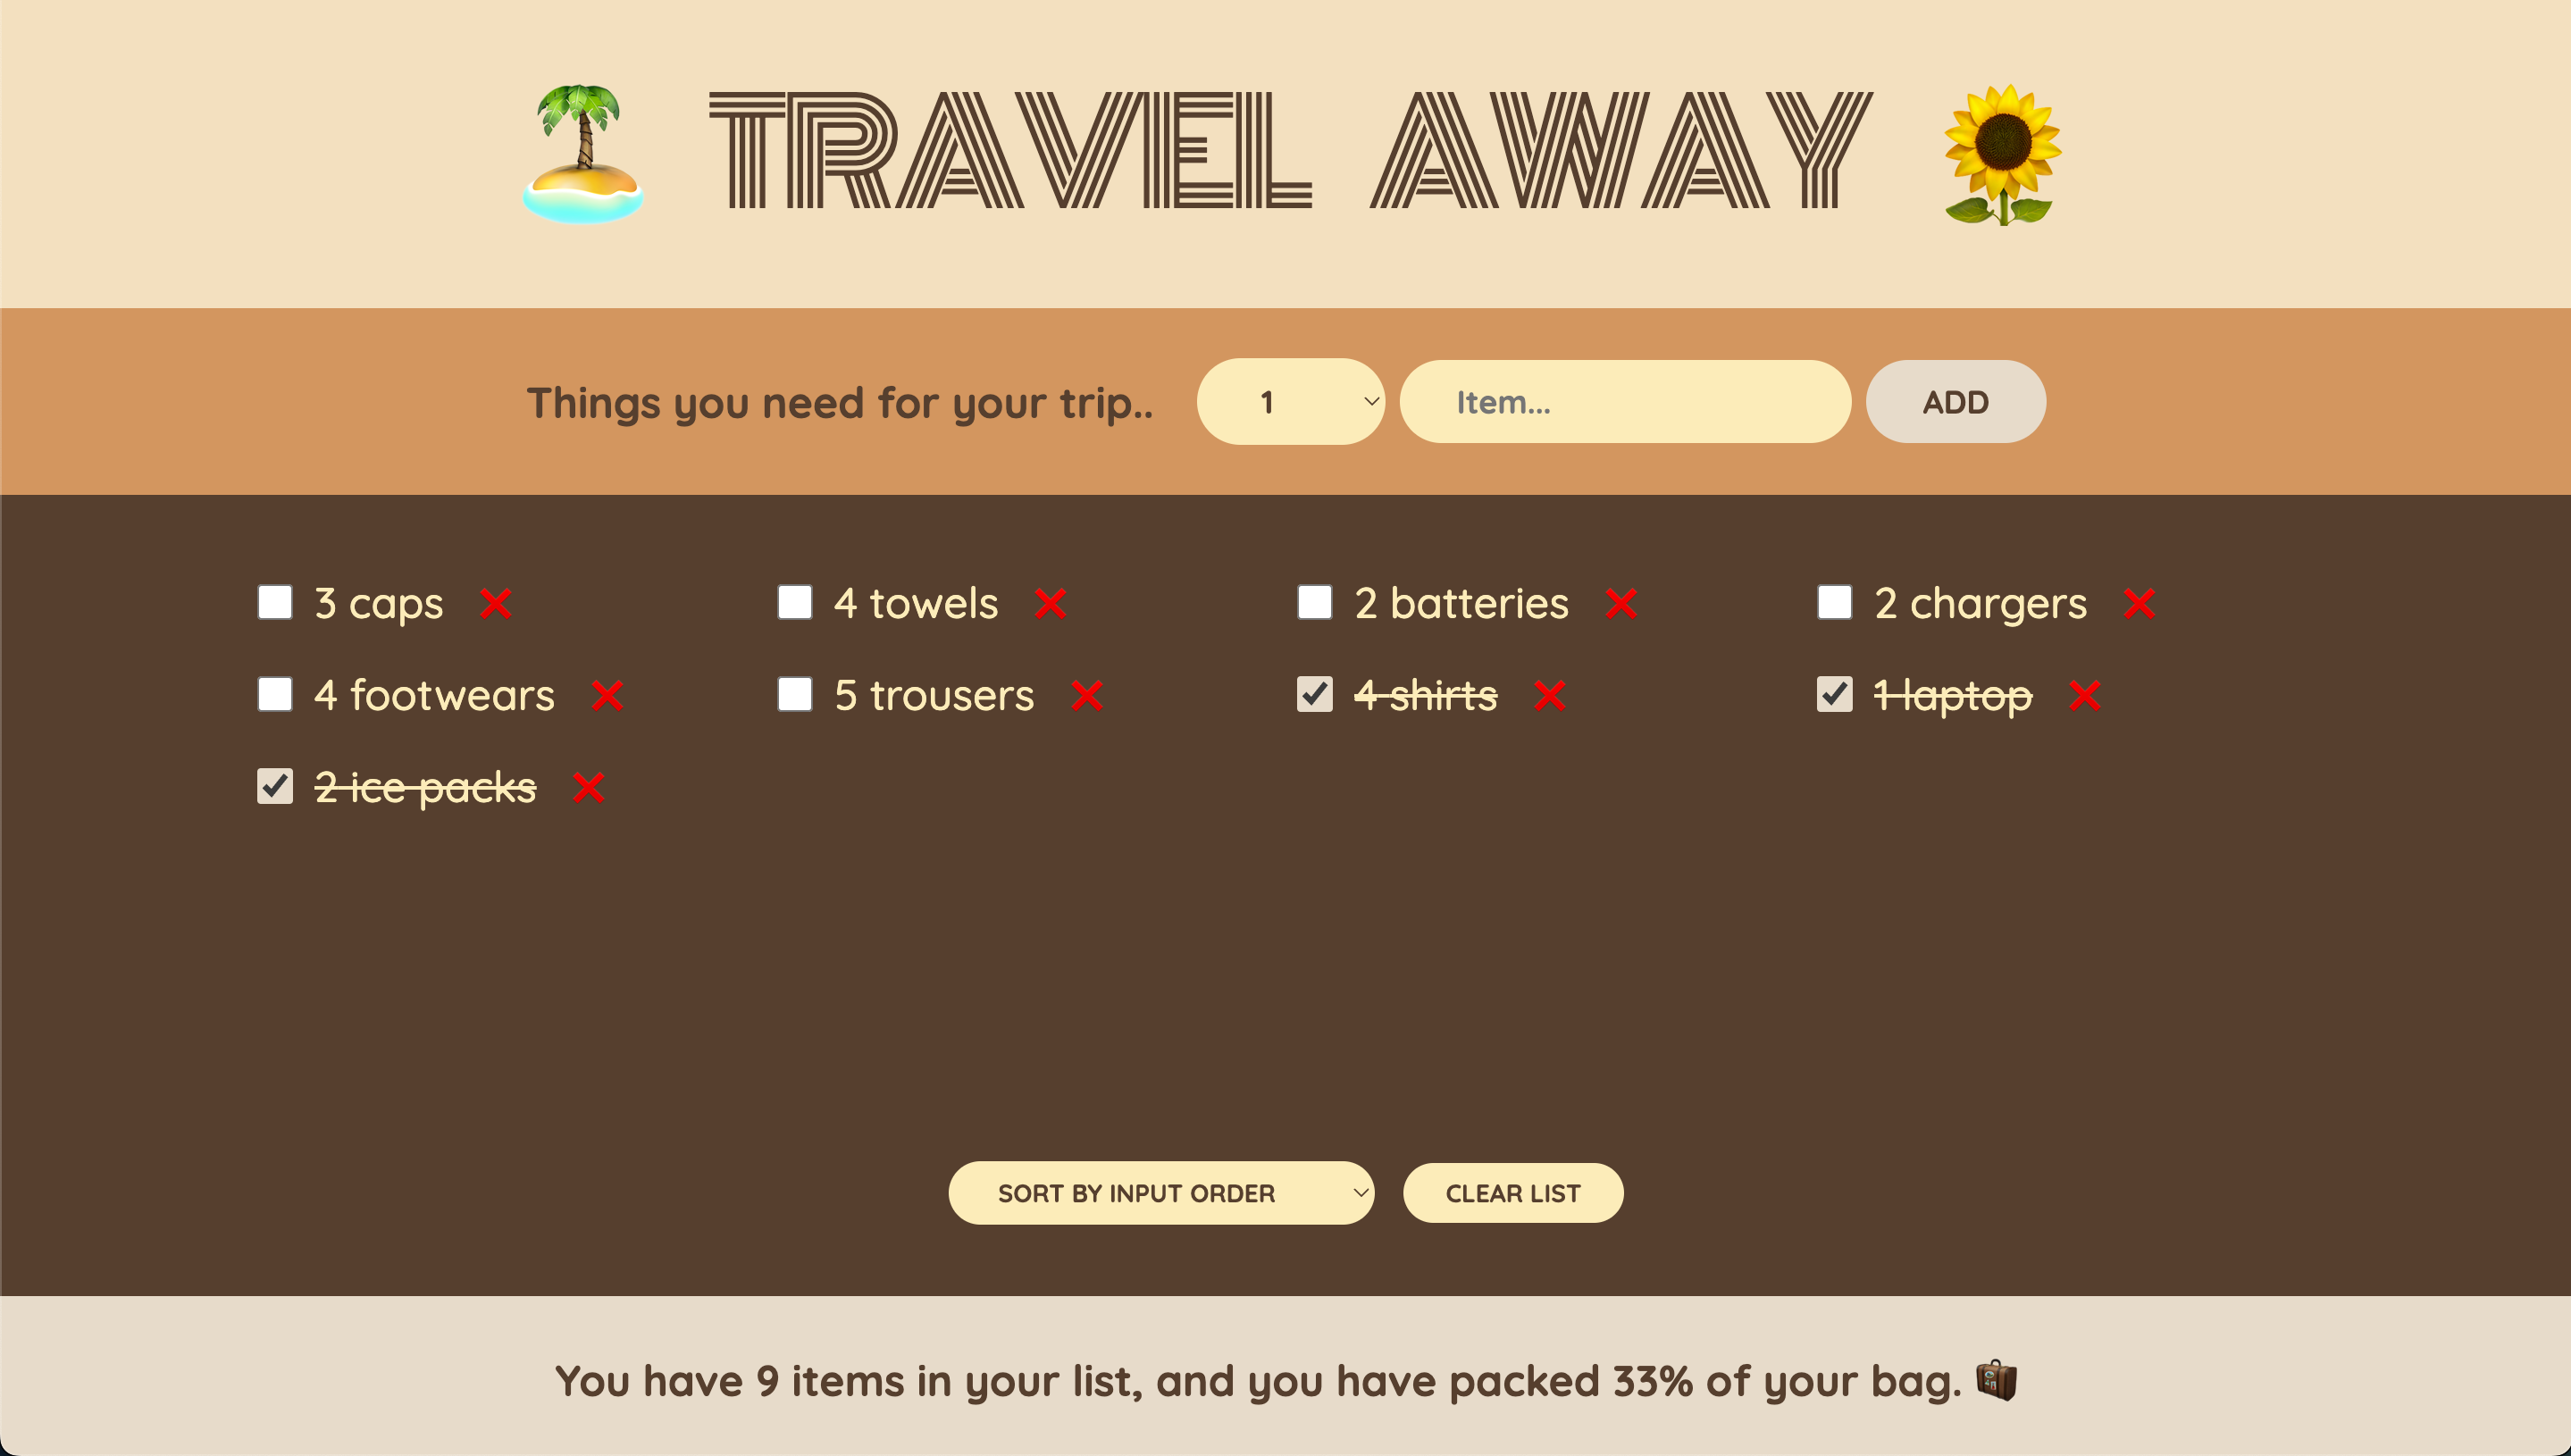 TRAVEL AWAY
Things you need for your trip.. 1 Item... ADD
3 caps 4 towels 2 batteries 2 chargers
4 footwears 5 trousers 4 shirts 1 laptop
2 ice packs
SORT BY INPUT ORDER CLEAR LIST
You have 9 items in your list, and you have packed 33% of your bag.